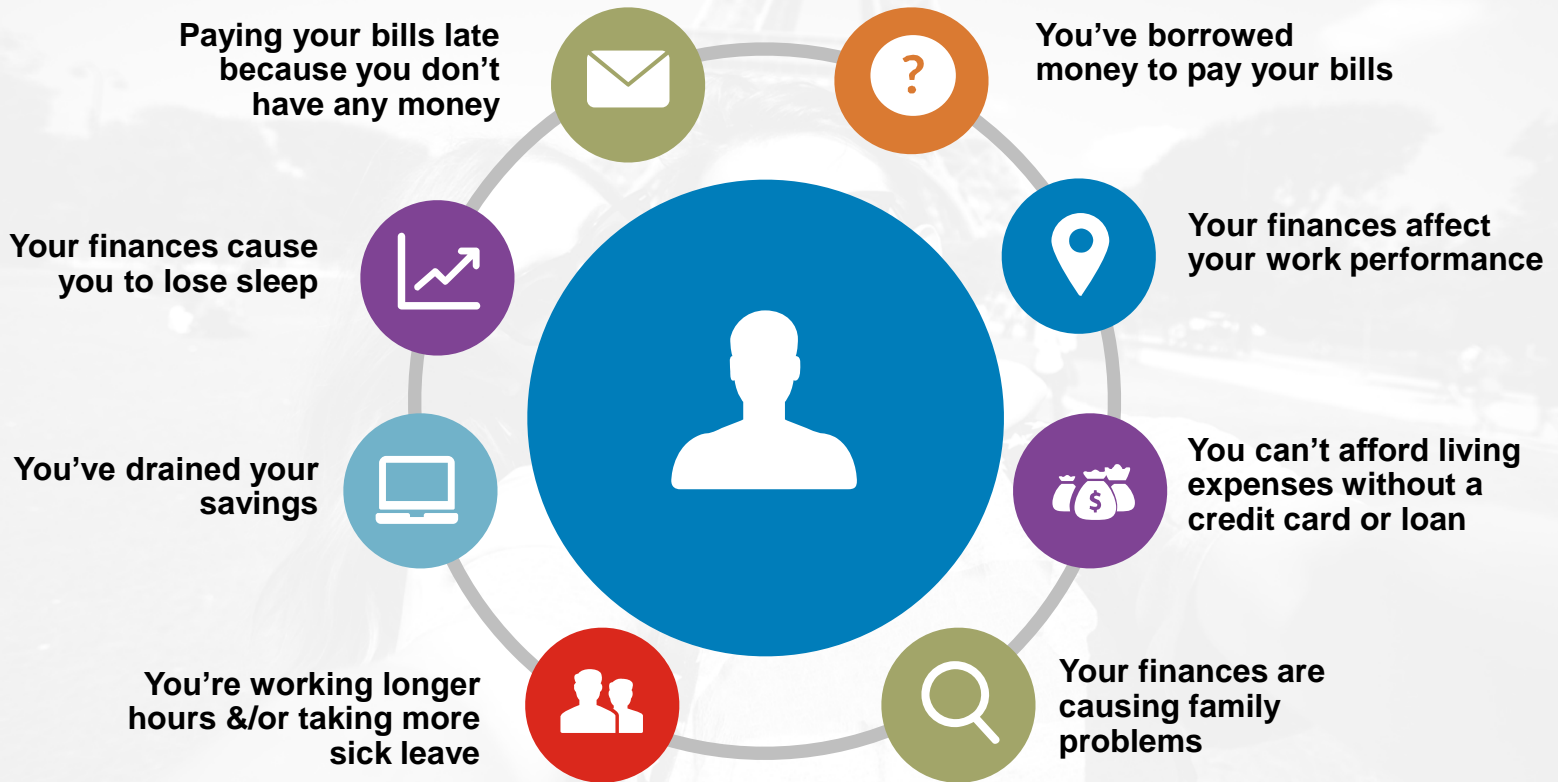 Paying your bills late
because you don't
have any money
?
You've borrowed
money to pay your bills
Your finances cause
you to lose sleep
Your finances affect
your work performance
You've drained your
savings
$
You can't afford living
expenses without a
credit card or loan
You're working longer
hours &/or taking more
sick leave
Your finances are
causing family
problems